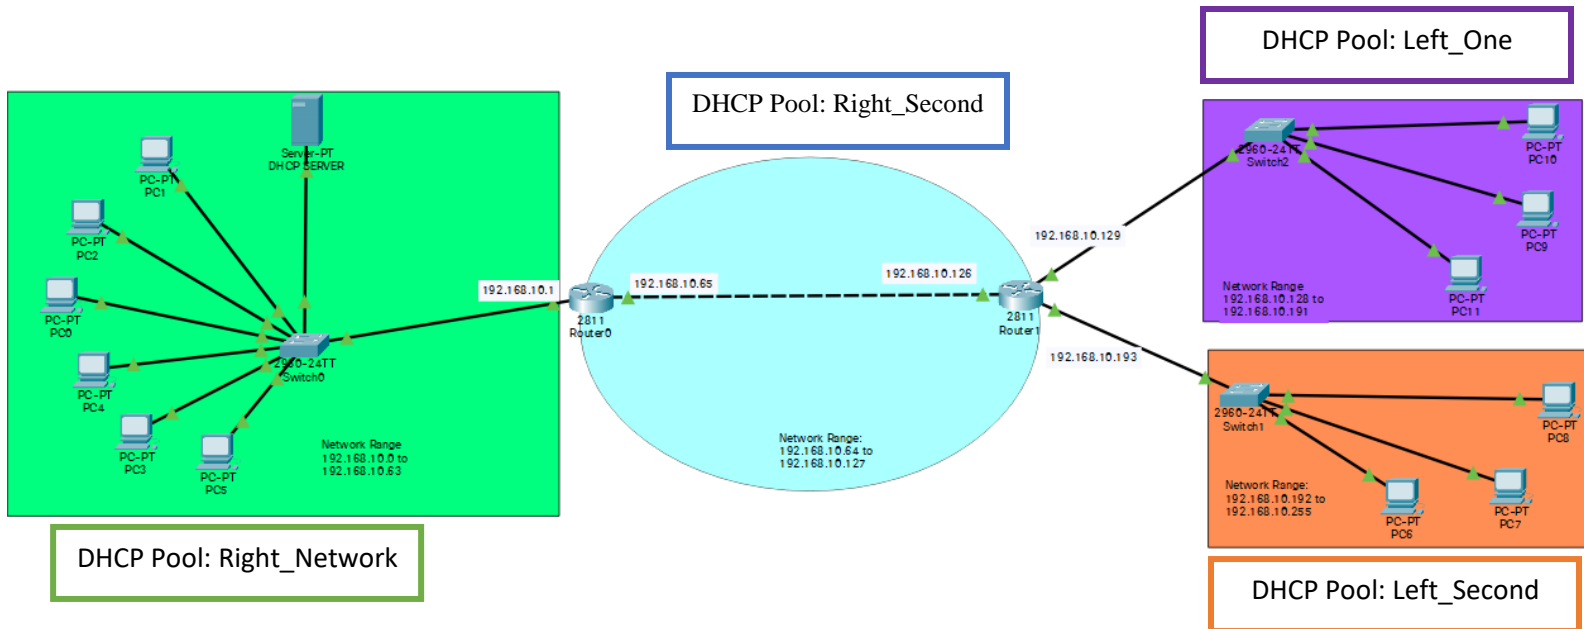 DHCP Pool: Left_One
DHCP Pool: Right_Second
Server-PT
DHCP SERVER
PC-PT
PC1
PC-PT
PC2
PC-PT
PC0
PC-PT
PC4
PC-PT
PC3
PC-PT
PC5
2960-24TT
Switch0
Network Range
192.168.10.0 to
192.168.10.63
DHCP Pool: Right_Network
192.168.10.1
2811
Router0
192.168.10.65
192.168.10.126
2811
Router1
Network Range:
192.168.10.64 to
192.168.10.127
192.168.10.129
192.168.10.193
2960-24TT
Switch2
PC-PT
PC10
PC-PT
PC9
PC-PT
PC11
Network Range
192.168.10.128 to
192.168.10.191
2960-24TT
Switch1
PC-PT
PC8
PC-PT
PC7
PC-PT
PC6
Network Range:
192.168.10.192 to
192.168.10.255
DHCP Pool: Left_Second